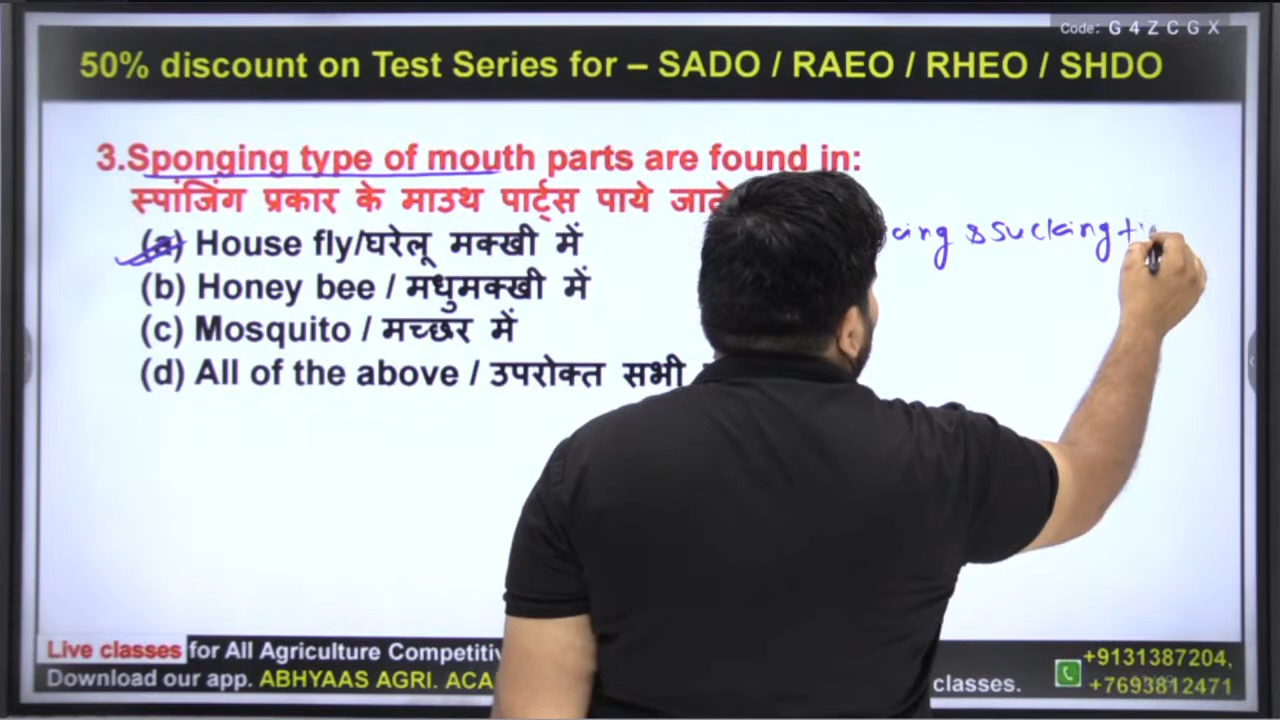 Code: G 4 Z C G X
50% discount on Test Series for – SADO / RAEO / RHEO / SHDO
3.Sponging type of mouth parts are found in:
स्पांजिंग प्रकार के माउथ पार्ट्स पाये जाते
(a) House fly/घरेलू मक्खी में
cing & Sucking
(b) Honey bee / मधुमक्खी में
(c) Mosquito / मच्छर में
(d) All of the above / उपरोक्त सभी
Live classes for All Agriculture
Download our app. ABHYAAS AGRI. classes.
+9131387204,
+7693812471